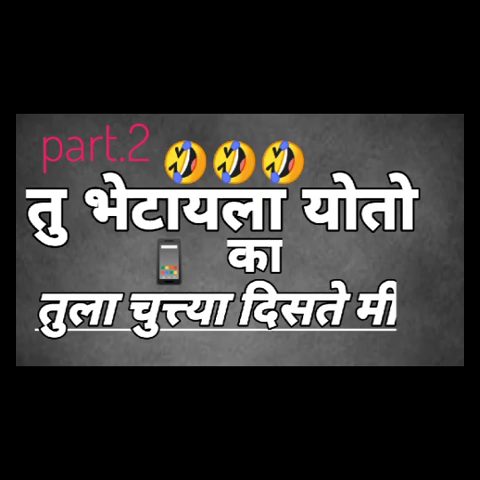 part.2 🤣🤣🤣
तु भेटायला योतो
का
तुला चुत्त्या दिसते मी